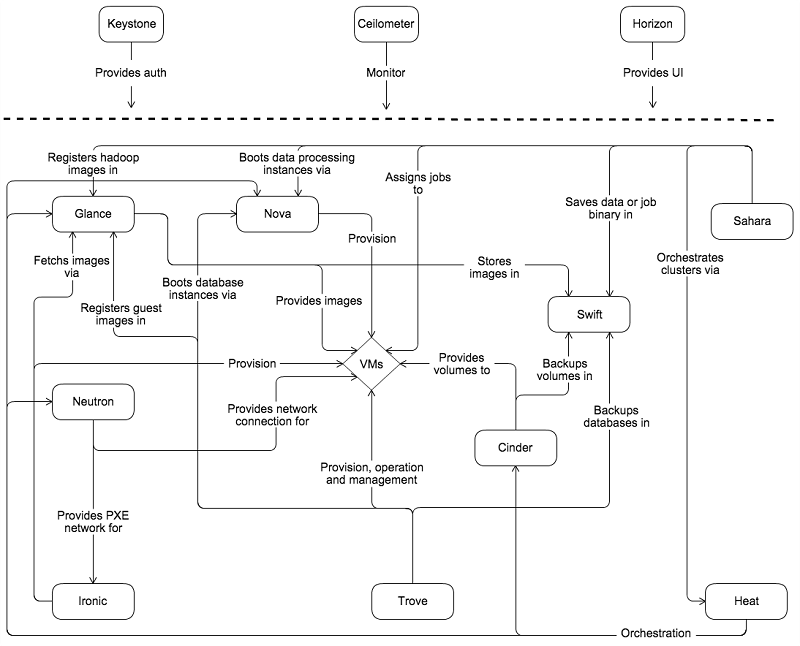 Keystone
Ceilometer
Horizon
Provides auth
Monitor
Provides UI
Registers hadoop
images in
Boots data processing
instances via
Assigns jobs
to
Saves data or job
binary in
Glance
Nova
Sahara
Provision
Fetchs images
via
Stores
images in
Orchestrates
clusters via
Boots database
instances via
Registers guest
images in
Provides images
Swift
Provision
VMs
Provides
volumes to
Backups
volumes in
Neutron
Provides network
connection for
Backups
databases in
Cinder
Provision, operation
and management
Provides PXE
network for
Ironic
Trove
Heat
Orchestration